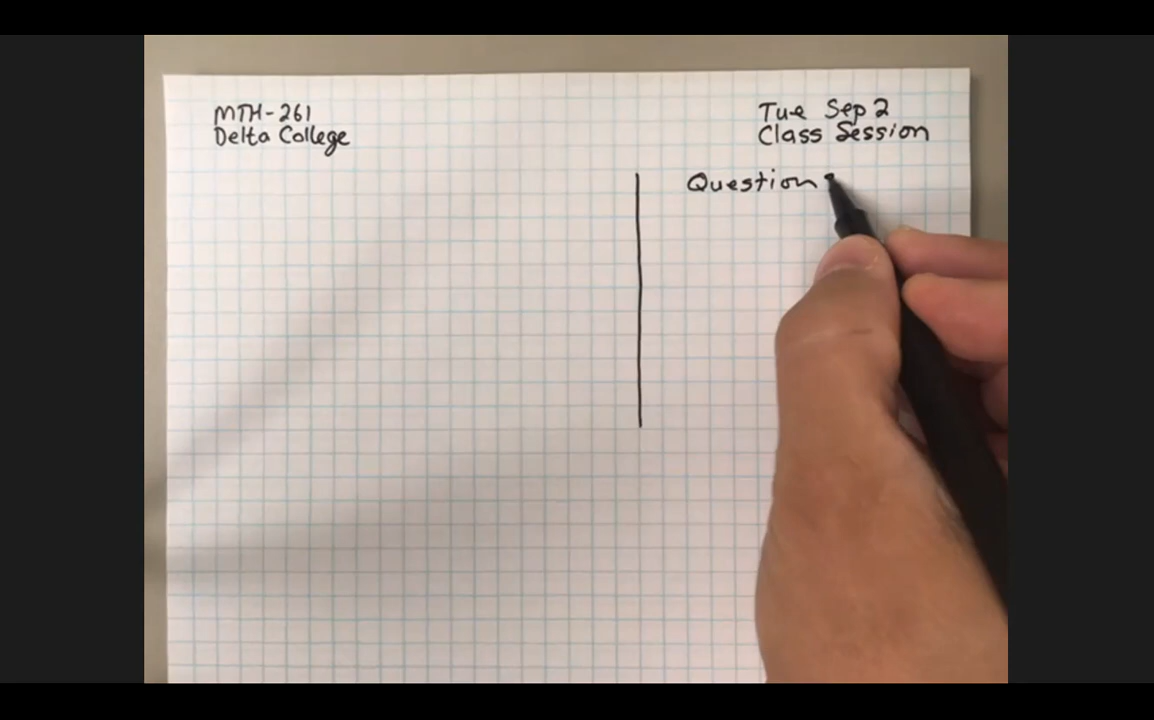 MTH-261
Delta College
Tue Sep 2
Class Session
Question